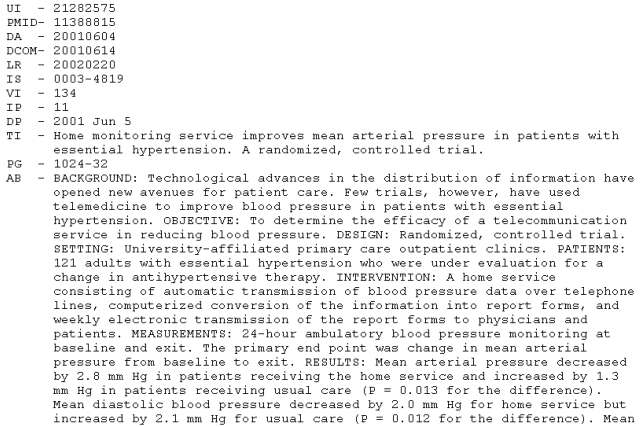 UI  - 21282575
PMID- 11388815
DA  - 20010604
DCOM- 20010614
LR  - 20020220
IS  - 0003-4819
VI  - 134
IP  - 11
DP  - 2001 Jun 5
TI  - Home monitoring service improves mean arterial pressure in patients with
essential hypertension. A randomized, controlled trial.
PG  - 1024-32
AB  - BACKGROUND: Technological advances in the distribution of information have
opened new avenues for patient care. Few trials, however, have used
telemedicine to improve blood pressure in patients with essential
hypertension. OBJECTIVE: To determine the efficacy of a telecommunication
service in reducing blood pressure. DESIGN: Randomized, controlled trial.
SETTING: University-affiliated primary care outpatient clinics. PATIENTS:
121 adults with essential hypertension who were under evaluation for a
change in antihypertensive therapy. INTERVENTION: A home service
consisting of automatic transmission of blood pressure data over telephone
lines, computerized conversion of the information into report forms, and
weekly electronic transmission of the report forms to physicians and
patients. MEASUREMENTS: 24-hour ambulatory blood pressure monitoring at
baseline and exit. The primary end point was change in mean arterial
pressure from baseline to exit. RESULTS: Mean arterial pressure decreased
by 2.8 mm Hg in patients receiving the home service and increased by 1.3
mm Hg in patients receiving usual care (P = 0.013 for the difference).
Mean diastolic blood pressure decreased by 2.0 mm Hg for home service but
increased by 2.1 mm Hg for usual care (P = 0.012 for the difference). Mean